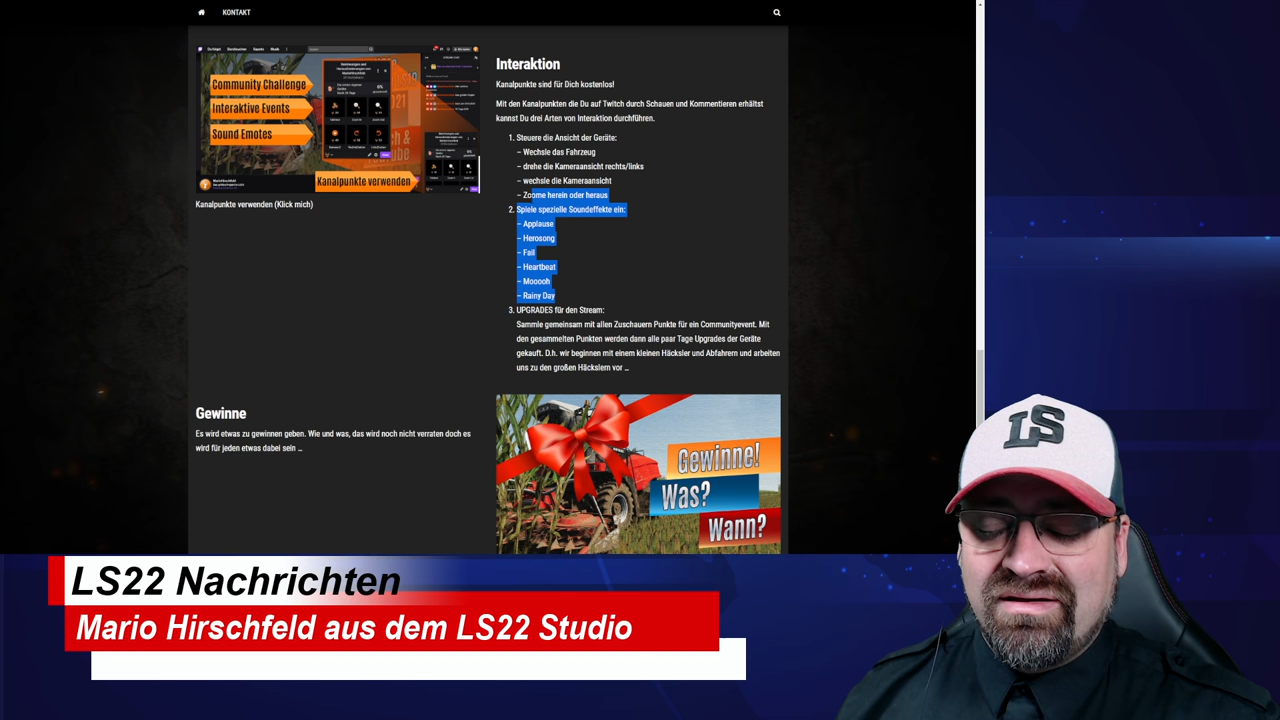 KONTAKT
Community Challenge
Interactive Events
Sound Emotes
Kanalpunkte verwenden
Kanalpunkte verwenden (Klick mich)
Interaktion
Kanalpunkte sind für Dich kostenlos!
Mit den Kanalpunkten die Du auf Twitch durch Schauen und Kommentieren erhältst
kannst Du drei Arten von Interaktion durchführen.
1. Steuere die Ansicht der Geräte:
– Wechsle das Fahrzeug
– drehe die Kameraansicht rechts/links
– wechsle die Kameraansicht
– Zoome herein oder heraus
2. Spiele spezielle Soundeffekte ein:
– Applause
– Herosong
– Fail
– Heartbeat
– Mooooh
– Rainy Day
3. UPGRADES für den Stream:
Sammle gemeinsam mit allen Zuschauern Punkte für ein Communityevent. Mit
den gesammelten Punkten werden dann alle paar Tage Upgrades der Geräte
gekauft. D.h. wir beginnen mit einem kleinen Häcksler und Abfahrern und arbeiten
uns zu den großen Häckslern vor ...
Gewinne
Es wird etwas zu gewinnen geben. Wie und was, das wird noch nicht verraten doch es
wird für jeden etwas dabei sein ...
Gewinne!
Was?
Wann?
LS
LS22 Nachrichten
Mario Hirschfeld aus dem LS22 Studio